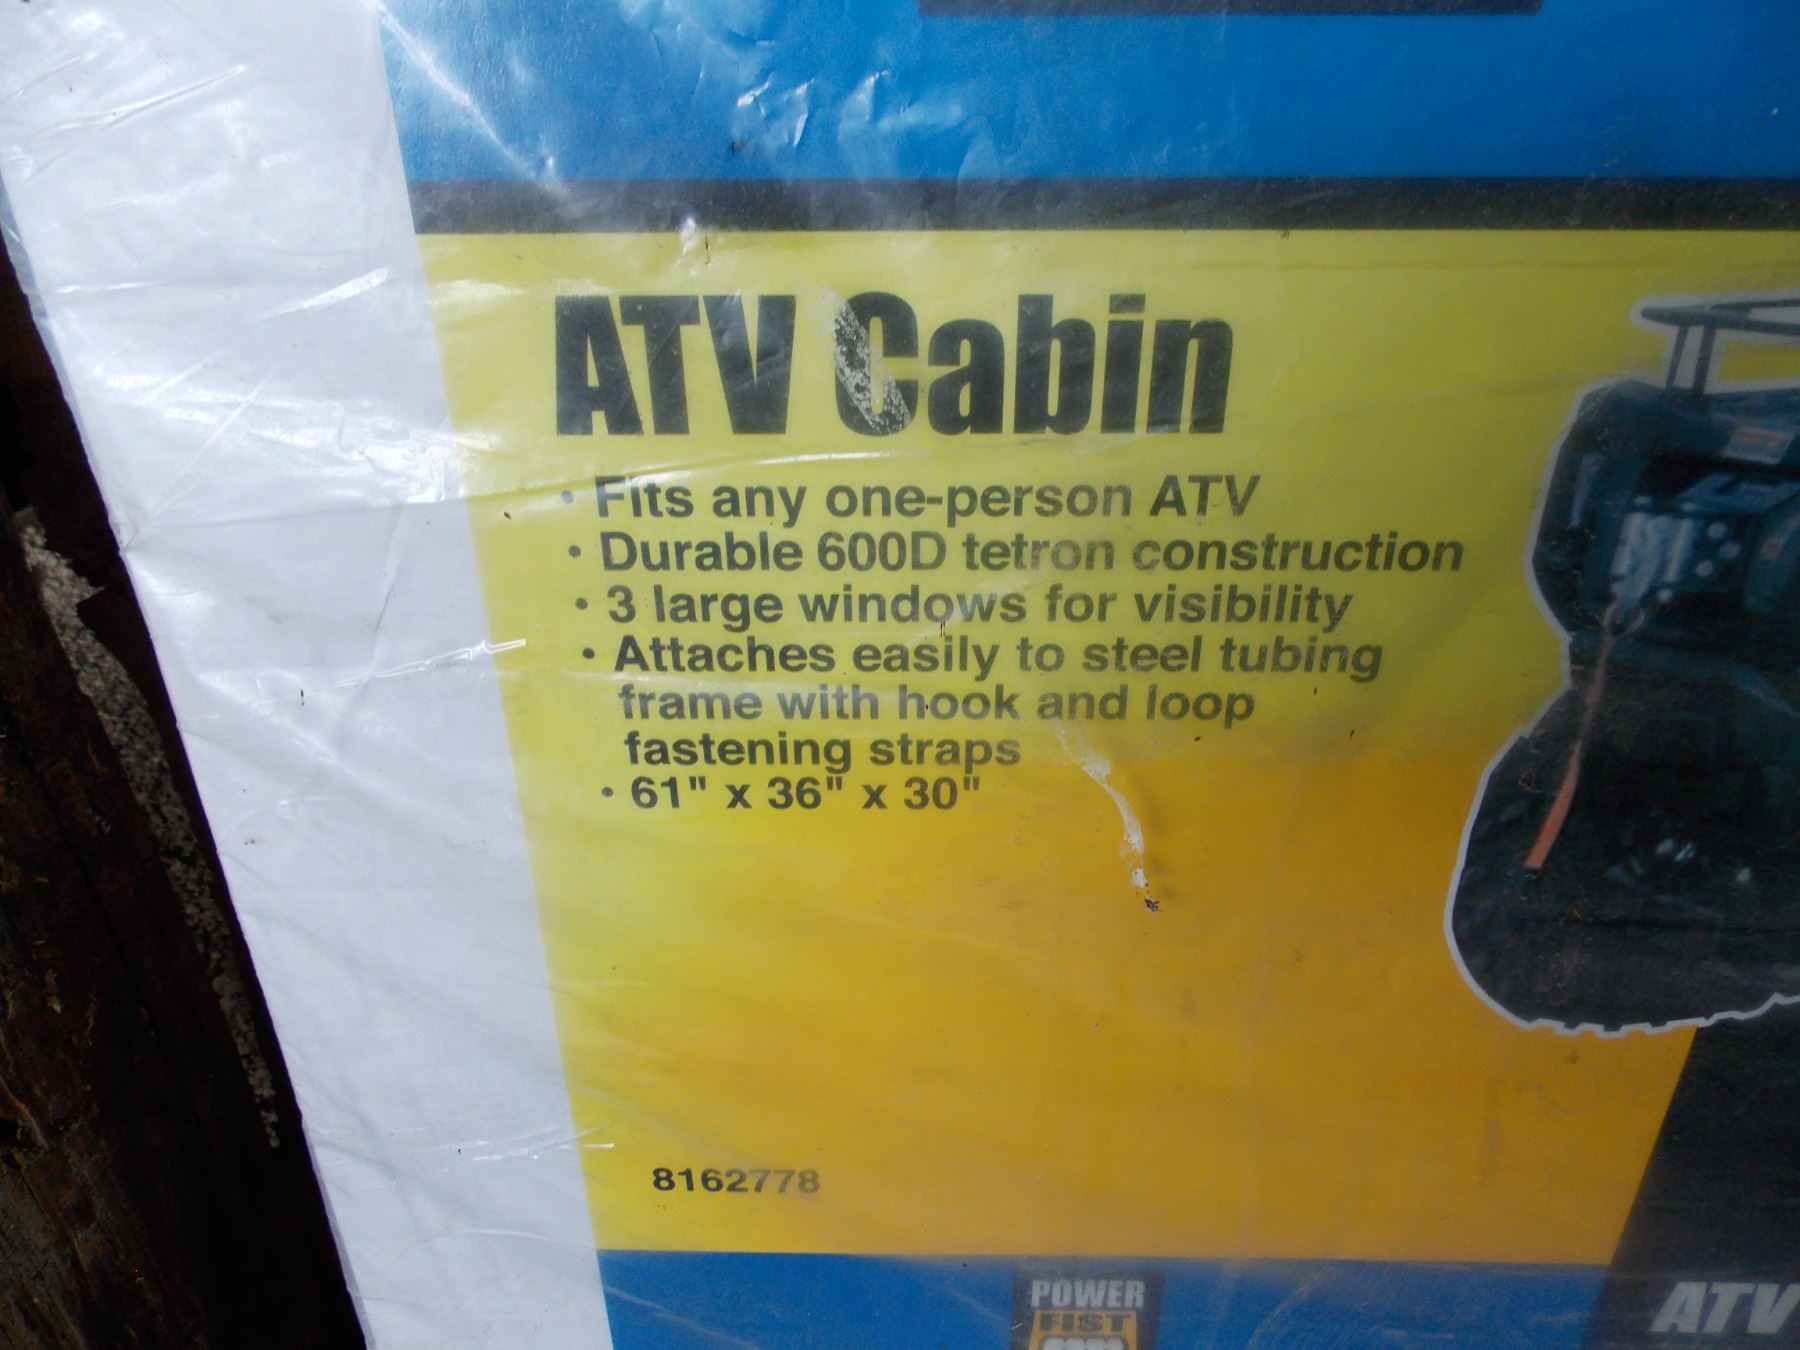 ATV Cabin
• Fits any one-person ATV
• Durable 600D tetron construction
• 3 large windows for visibility
• Attaches easily to steel tubing
frame with hook and loop
fastening straps
• 61" x 36" x 30"
8162778
POWER
FIST
ATV